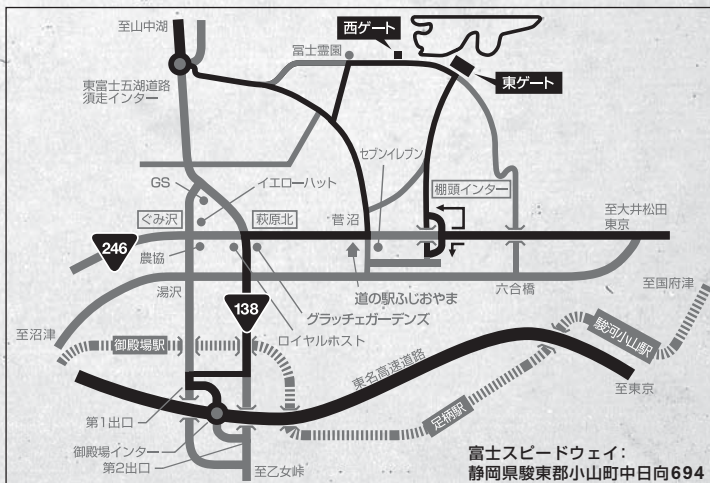 至山中湖
西ゲート
富士霊園
東富士五湖道路
須走インター
東ゲート
セブンイレブン
GS
イエローハット
棚頭インター
ぐみ沢
萩原北
菅沼
至大井松田
東京
246
農協
至国府津
湯沢
道の駅ふじおやま
六合橋
138
グラッチェガーデンズ
至沼津
ロイヤルホスト
御殿場駅
駿河小山駅
東名高速道路
至東京
第1出口
足柄駅
御殿場インター
第2出口
至乙女峠
富士スピードウェイ：
静岡県駿東郡小山町中日向694